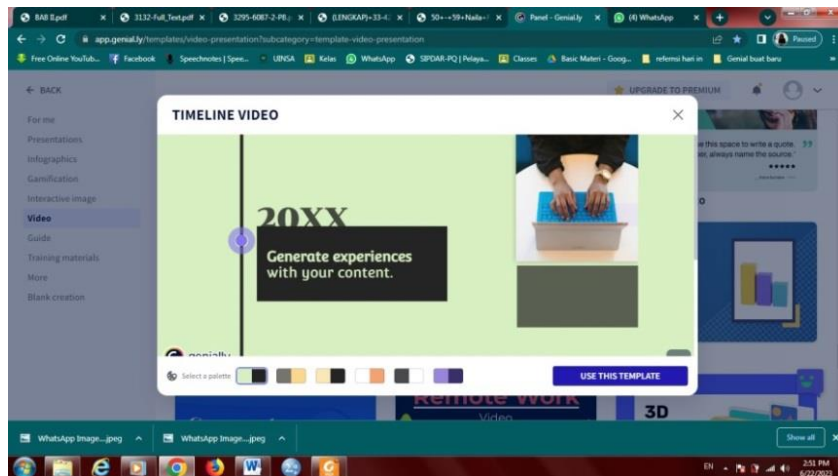 BAB II.pdf
3132-Full_Text.pdf
3295-6087-2-PB.p
(LENGKAP)+33-4
50+--+59+Naila+
Panel - Genial.ly
(4) WhatsApp
app.genial.ly/templates/video-presentation?subcategory=template-video-presentation
Paused
Free Online YouTub...
Facebook
Speechnotes | Spee...
UINSA
Kelas
WhatsApp
SIPDAR-PQ | Pelaya...
Classes
Basic Materi - Goog...
refernsi hari in
Genial buat baru
BACK
UPGRADE TO PREMIUM
For me
Presentations
Infographics
Gamification
Interactive image
Video
Guide
Training materials
More
Blank creation
TIMELINE VIDEO
20XX
Generate experiences
with your content.
genially
Select a palette
USE THIS TEMPLATE
this space to write a quote.
er, always name the source."
Remote Work
Video
3D
WhatsApp Image....jpeg
WhatsApp Image....jpeg
Show all
EN
2:51 PM